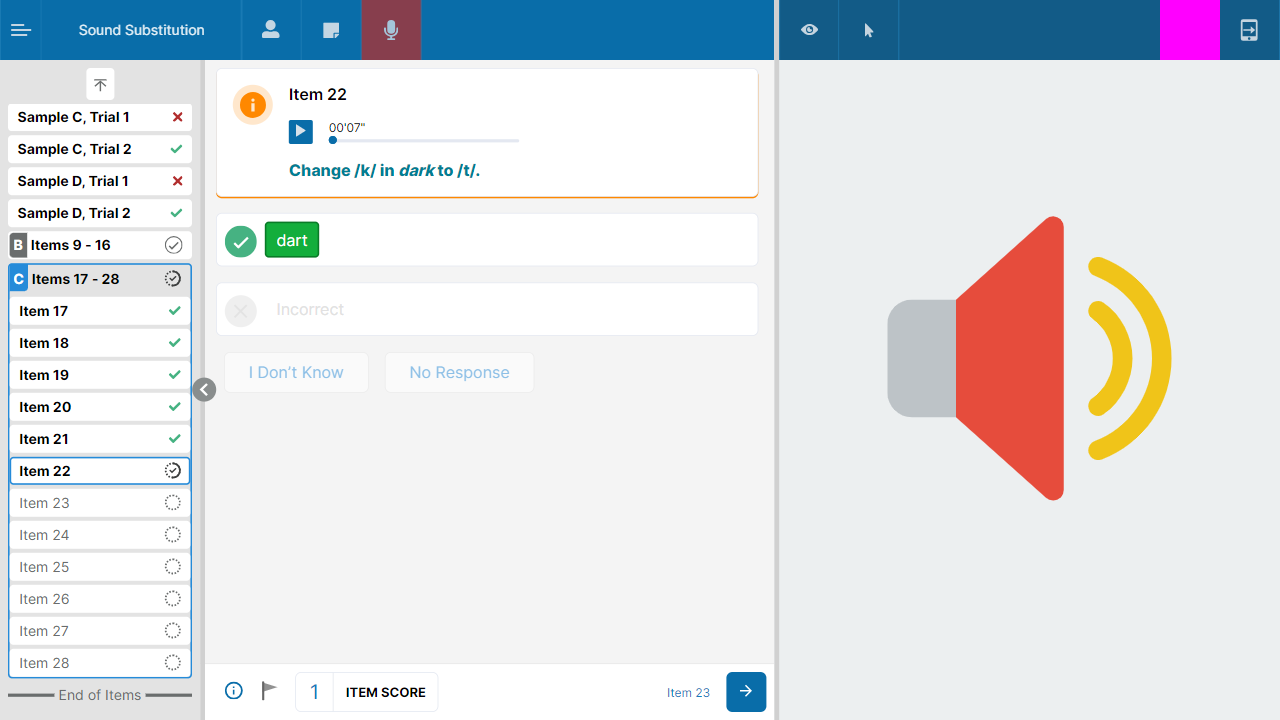 Sound Substitution
Sample C, Trial 1
Sample C, Trial 2
Sample D, Trial 1
Sample D, Trial 2
B Items 9 - 16
C Items 17 - 28
Item 17
Item 18
Item 19
Item 20
Item 21
Item 22
Item 23
Item 24
Item 25
Item 26
Item 27
Item 28
End of Items
Item 22
00'07"
Change /k/ in dark to /t/.
dart
Incorrect
I Don’t Know
No Response
1 ITEM SCORE
Item 23